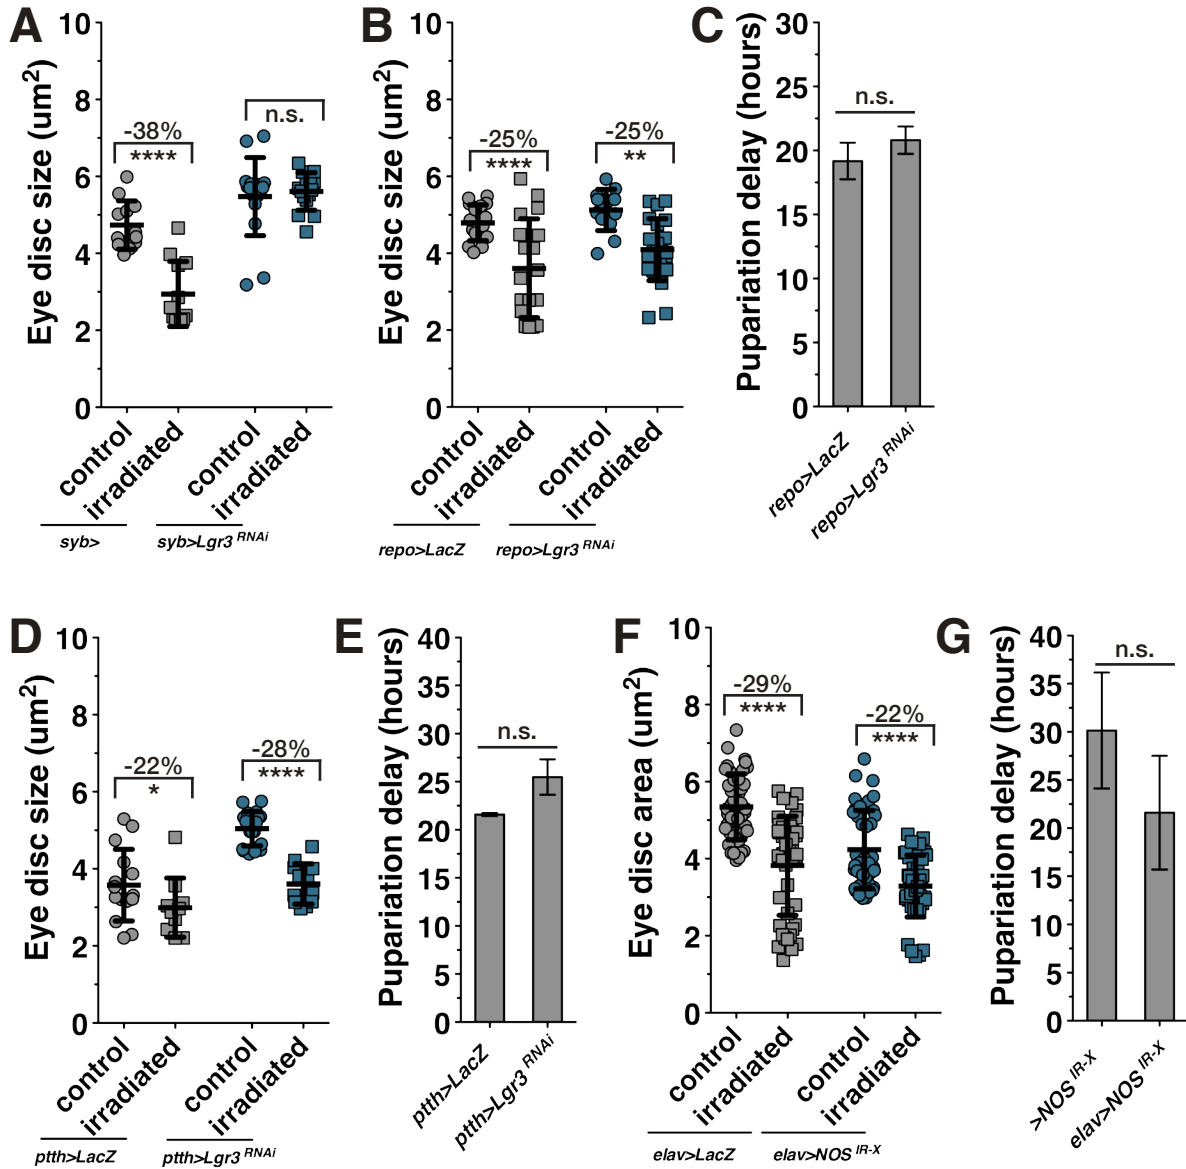 A
Eye disc size (um2)
10
8
6
4
2
0
-38%
****
n.s.
control
irradiated
control
irradiated
syb>
syb>Lgr3 RNAi
B
Eye disc size (um2)
10
8
6
4
2
0
-25%
****
-25%
**
control
irradiated
control
irradiated
repo>LacZ
repo>Lgr3 RNAi
C
Pupariation delay (hours)
30
25
20
15
10
5
0
n.s.
repo>LacZ
repo>Lgr3 RNAi
D
Eye disc size (um2)
10
8
6
4
2
0
-22%
*
-28%
****
control
irradiated
control
irradiated
ptth>LacZ
ptth>Lgr3 RNAi
E
Pupariation delay (hours)
40
35
30
25
20
15
10
5
0
n.s.
ptth>LacZ
ptth>Lgr3 RNAi
F
Eye disc area (um2)
10
8
6
4
2
0
-29%
****
-22%
****
control
irradiated
control
irradiated
elav>LacZ
elav>NOS IR-X
G
Pupariation delay (hours)
40
35
30
25
20
15
10
5
0
n.s.
>NOS IR-X
elav>NOS IR-X